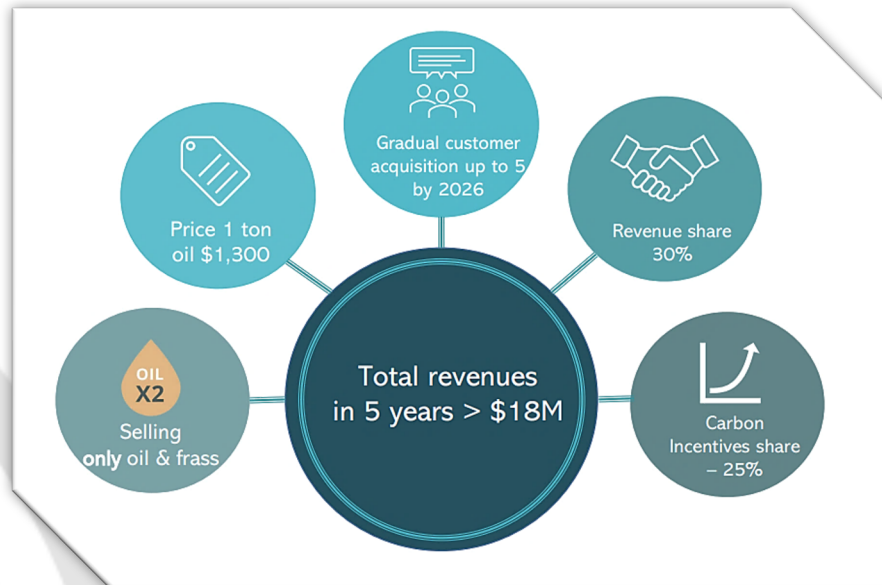 Gradual customer
acquisition up to 5
by 2026
Price 1 ton
oil $1,300
Revenue share
30%
OIL
X2
Selling
only oil & frass
Total revenues
in 5 years > $18M
Carbon
Incentives share
– 25%